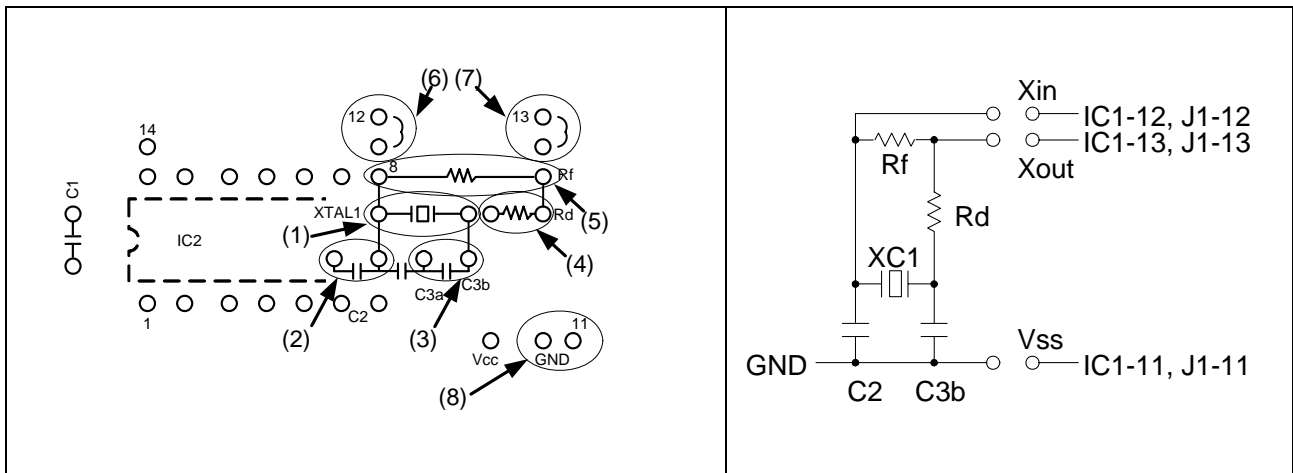 (6) (7)
12
13
14
8
Rf
C1
XTAL1
Rd
IC2
(1)
(5)
(4)
C3a
C3b
1
C2
(2)
(3)
11
Vcc
GND
(8)
Xin
IC1-12, J1-12
IC1-13, J1-13
Rf
Xout
Rd
XC1
Vss
GND
IC1-11, J1-11
C2
C3b